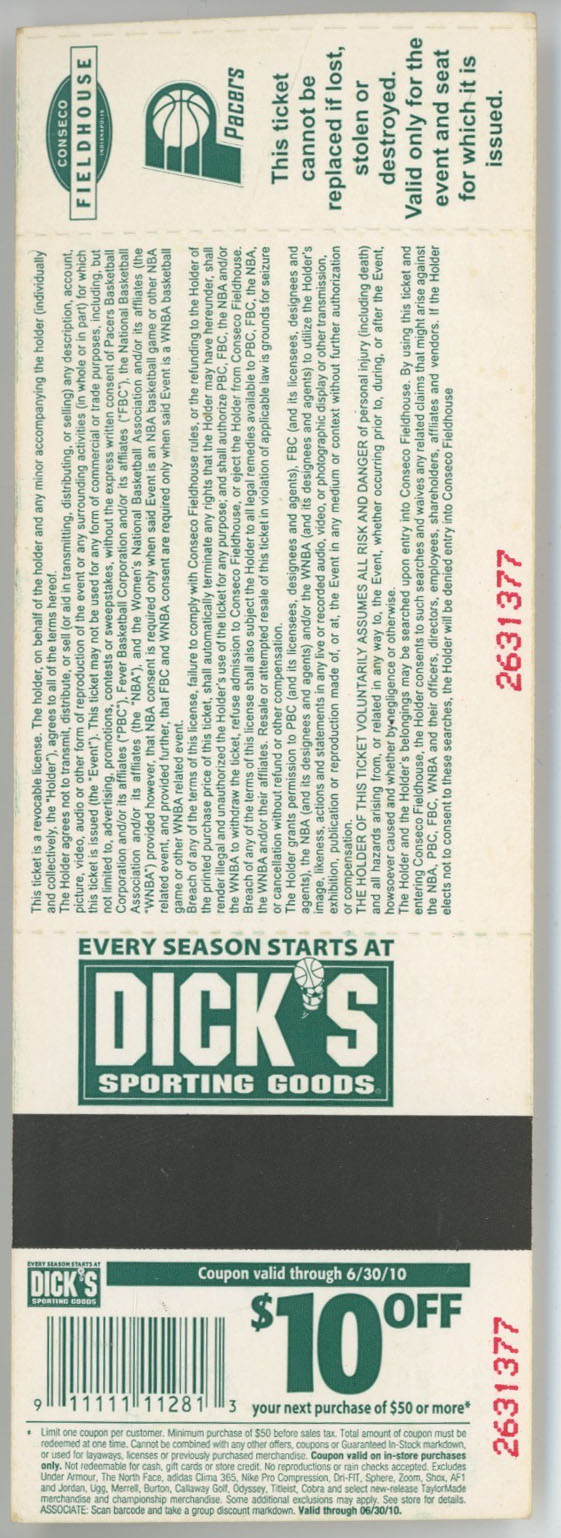 CONSECO
FIELDHOUSE
INDIANAPOLIS
Pacers
This ticket
cannot be
replaced if lost,
stolen or
destroyed.
Valid only for the
event and seat
for which it is
issued.
This ticket is a revocable license. The holder, on behalf of the holder and any minor accompanying the holder (individually
and collectively, the "Holder"), agrees to all of the terms hereof.
The Holder agrees not to transmit, distribute, or sell (or aid in transmitting, distributing, or selling) any description, account,
picture, video, audio or other form of reproduction of the event or any surrounding activities (in whole or in part) for which
this ticket is issued (the "Event"). This ticket may not be used for any form of commercial or trade purposes, including, but
not limited to, advertising, promotions, contests or sweepstakes, without the express written consent of Pacers Basketball
Corporation and/or its affiliates ("PBC"), Fever Basketball Corporation and/or its affliates ("FBC"), the National Basketball
Association and/or its affiliates (the "NBA"), and the Women's National Basketball Association and/or its affiliates (the
"WNBA") provided however, that NBA consent is required only when said Event is an NBA basketball game or other NBA
related event, and provided further, that FBC and WNBA consent are required only when said Event is a WNBA basketball
game or other WNBA related event.
Breach of any of the terms of this license, failure to comply with Conseco Fieldhouse rules, or the refunding to the Holder of
the printed purchase price of this ticket, shall automatically terminate any rights that the Holder may have hereunder, shall
render illegal and unauthorized the Holder's use of the ticket for any purpose; and shall authorize PBC, FBC, the NBA and/or
the WNBA to withdraw the ticket, refuse admission to Conseco Fieldhouse, or eject the Holder from Conseco Fieldhouse.
Breach of any of the terms of this license shall also subject the Holder to all legal remedies available to PBC, FBC, the NBA,
the WNBA and/or their affiliates. Resale or attempted resale of this ticket in violation of applicable law is grounds for seizure
or cancellation without refund or other compensation.
The Holder grants permission to PBC (and its licensees, designees and agents), FBC (and its licensees, designees and
agents), the NBA (and its designees and agents) and/or the WNBA (and its designees and agents) to utilize the Holder's
image, likeness, actions and statements in any live or recorded audio, video, or photographic display or other transmission,
exhibition, publication or reproduction made of, or at, the Event in any medium or context without further authorization
or compensation.
THE HOLDER OF THIS TICKET VOLUNTARILY ASSUMES ALL RISK AND DANGER of personal injury (including death)
and all hazards arising from, or related in any way to, the Event, whether occurring prior to, during, or after the Event,
howsoever caused and whether by negligence or otherwise.
The Holder and the Holder's belongings may be searched upon entry into Conseco Fieldhouse. By using this ticket and
entering Conseco Fieldhouse, the Holder consents to such searches and waives any related claims that might arise against
the NBA, PBC, FBC, WNBA and their officers, directors, employees, shareholders, affiliates and vendors. If the Holder
elects not to consent to these searches, the Holder will be denied entry into Conseco Fieldhouse
2631377
EVERY SEASON STARTS AT
DICK'S
SPORTING GOODS®
EVERY SEASON STARTS AT
DICK'S
SPORTING GOODS
Coupon valid through 6/30/10
$10 OFF
your next purchase of $50 or more*
9 11111 11281 3
2631377
* Limit one coupon per customer. Minimum purchase of $50 before sales tax. Total amount of coupon must be
redeemed at one time. Cannot be combined with any other offers, coupons or Guaranteed In-Stock markdown,
or used for layaways, licenses or previously purchased merchandise. Coupon valid on in-store purchases
only. Not redeemable for cash, gift cards or store credit. No reproductions or rain checks accepted. Excludes
Under Armour, The North Face, adidas Clima 365, Nike Pro Compression, Dri-FIT, Sphere, Zoom, Shox, AF1
and Jordan, Ugg, Merrell, Burton, Callaway Golf, Odyssey, Titleist, Cobra and select new-release TaylorMade
merchandise and championship merchandise. Some additional exclusions may apply. See store for details.
ASSOCIATE: Scan barcode and take a group discount markdown. Valid through 06/30/10.